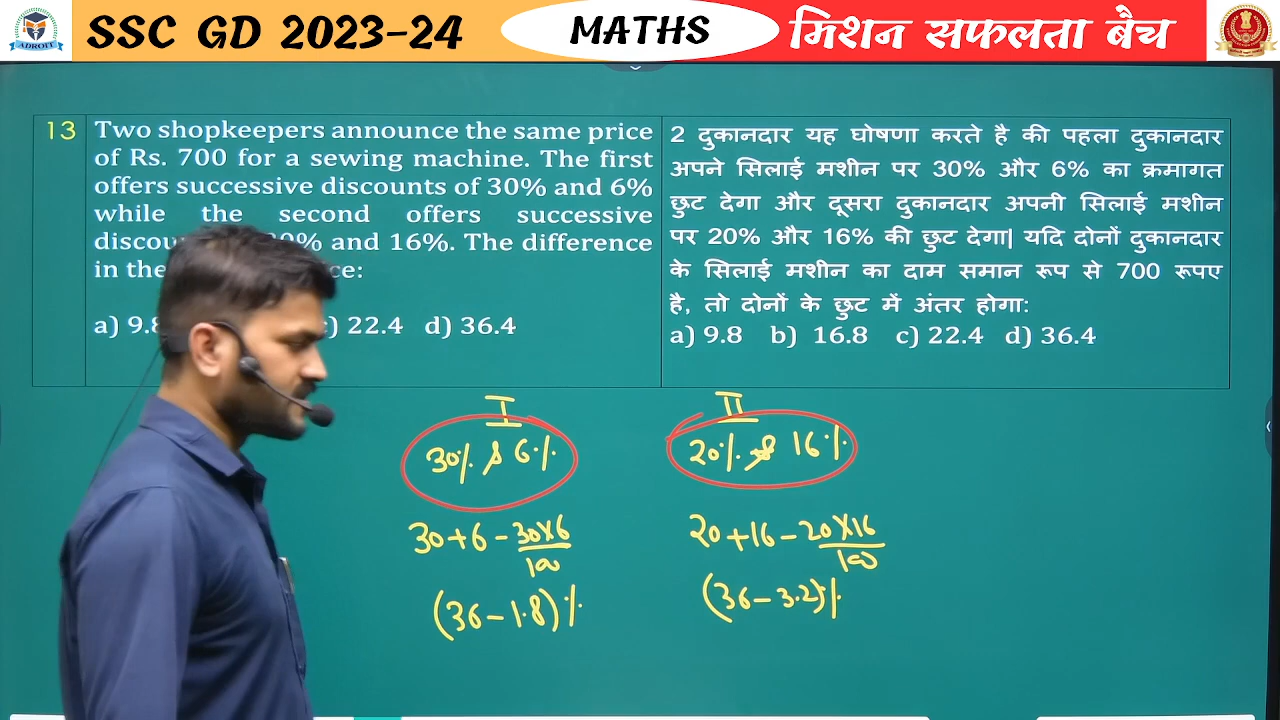 SSC GD 2023-24
MATHS
मिशन सफलता बैच
ADROIT
13
Two shopkeepers announce the same price
of Rs. 700 for a sewing machine. The first
offers successive discounts of 30% and 6%
while the second offers successive
and 16%. The difference
in the
22.4 d) 36.4
2 दुकानदार यह घोषणा करते है की पहला दुकानदार
अपने सिलाई मशीन पर 30% और 6% का क्रमागत
छुट देगा और दूसरा दुकानदार अपनी सिलाई मशीन
पर 20% और 16% की छुट देगा| यदि दोनों दुकानदार
के सिलाई मशीन का दाम समान रूप से 700 रूपए
है, तो दोनों के छुट में अंतर होगा:
a) 9.8 b) 16.8 c) 22.4 d) 36.4
I
30% & 6%
30+6-30×6/100
(36-1.8)%
II
20% & 16%
20+16-20×16/100
(36-3.2)%